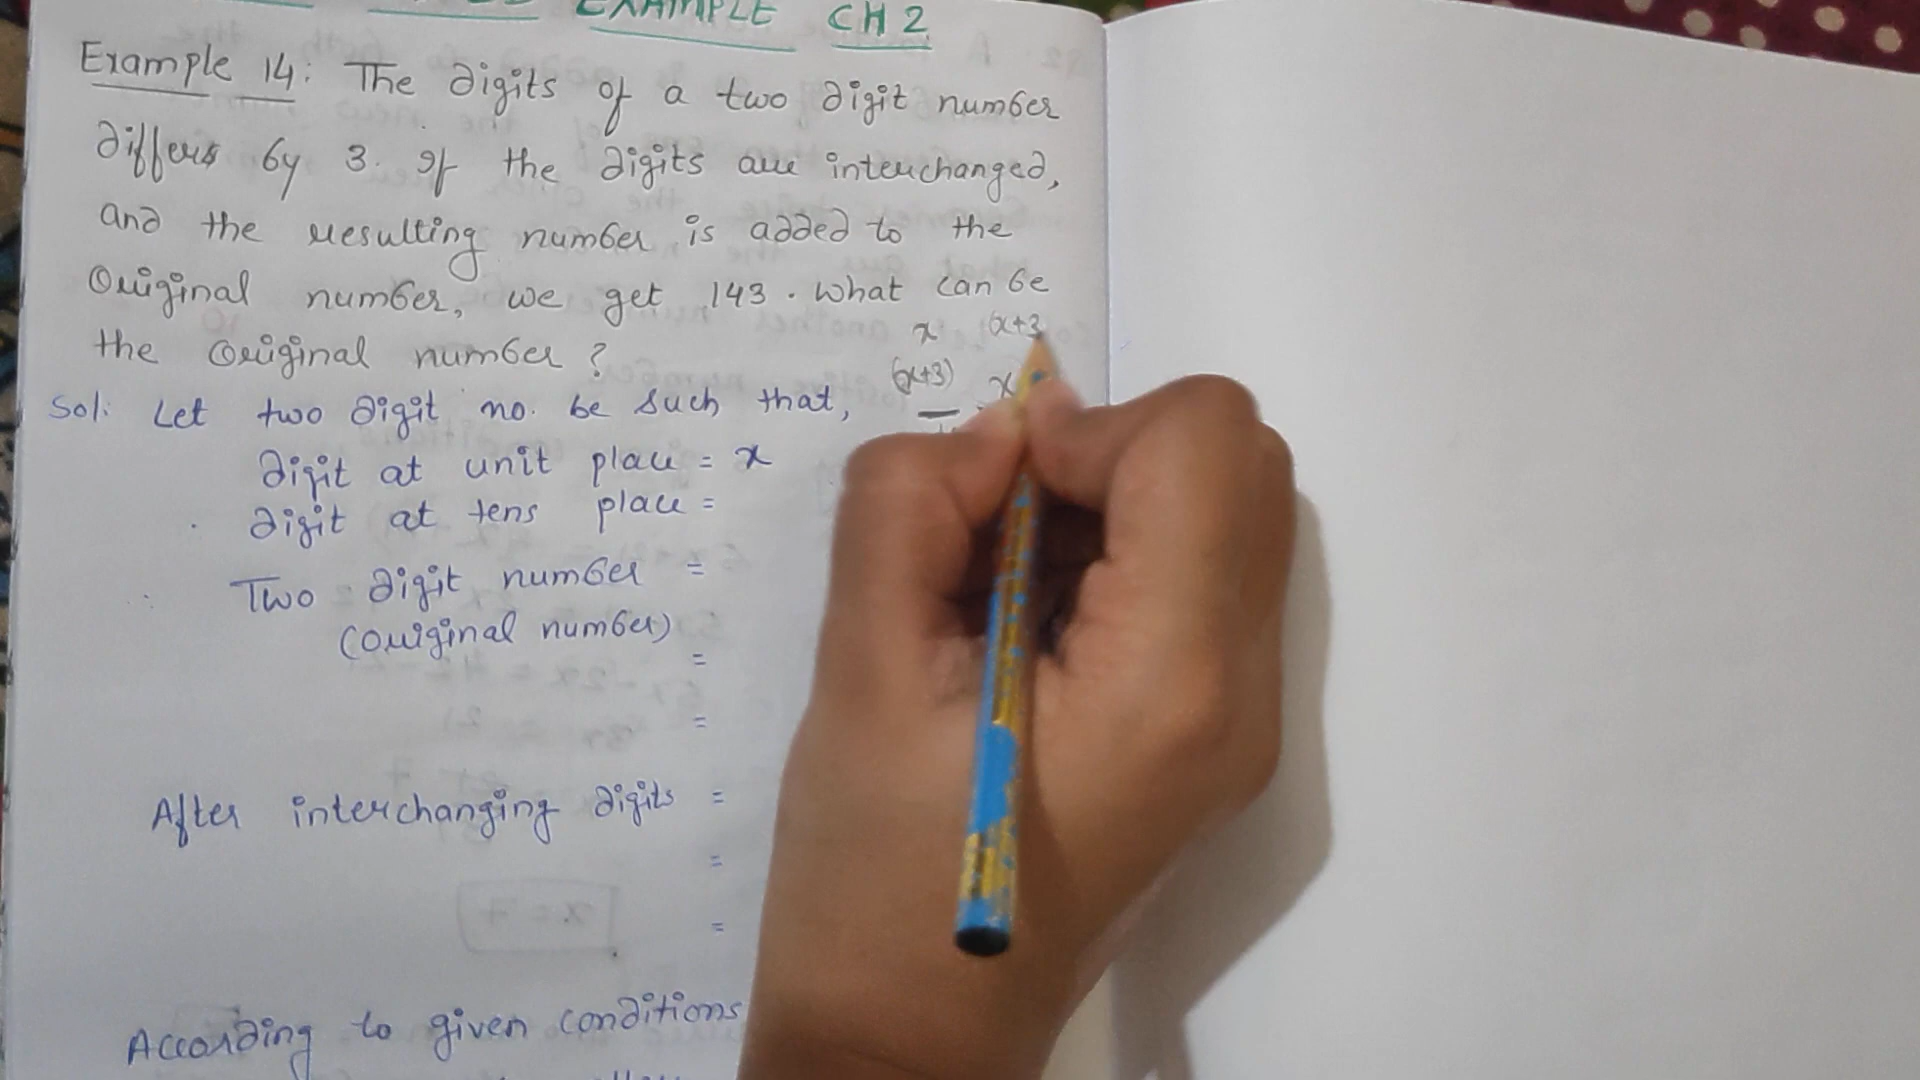 EXAMPLE CH 2
Example 14: The digits of a two digit number
differs by 3. If the digits are interchanged,
and the resulting number is added to the
Original number, we get 143. What can be
the Original number?
x (x+3
(x+3) x
Sol: Let two digit no. be such that,
digit at unit place = x
digit at tens place =
Two digit number =
(Original number)
=
=
After interchanging digits =
=
=
According to given conditions